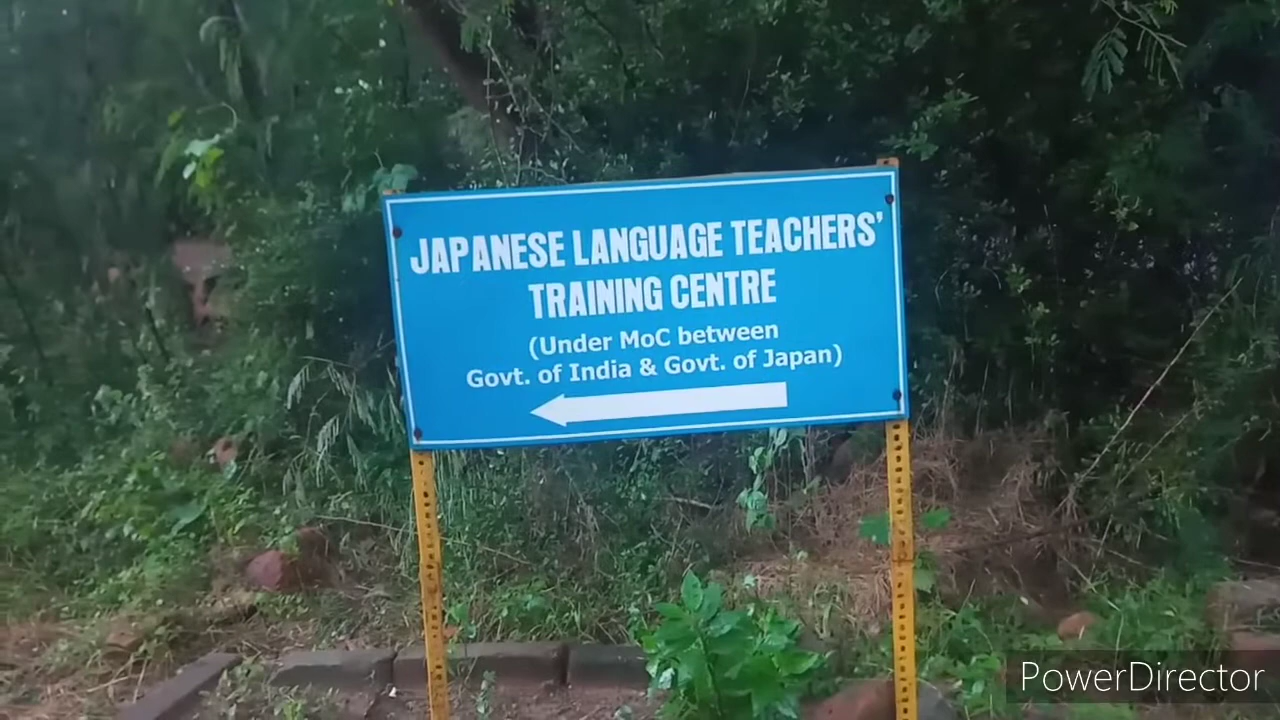 JAPANESE LANGUAGE TEACHERS'
TRAINING CENTRE
(Under MoC between
Govt. of India & Govt. of Japan)
PowerDirector